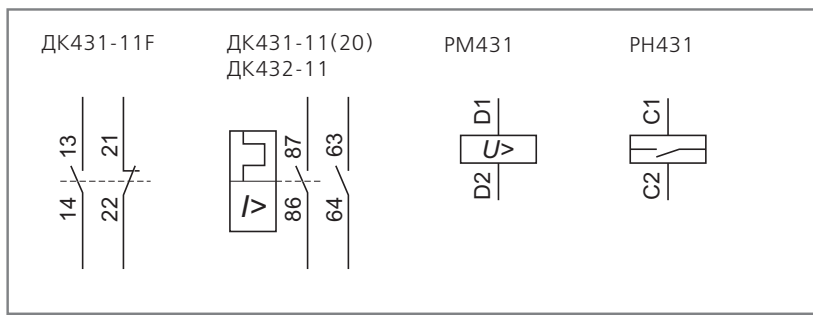 ДК431-11F
ДК431-11(20)
ДК432-11
РМ431
РН431
13
21
14
22
87
63
I>
86
64
D1
U>
D2
C1
C2